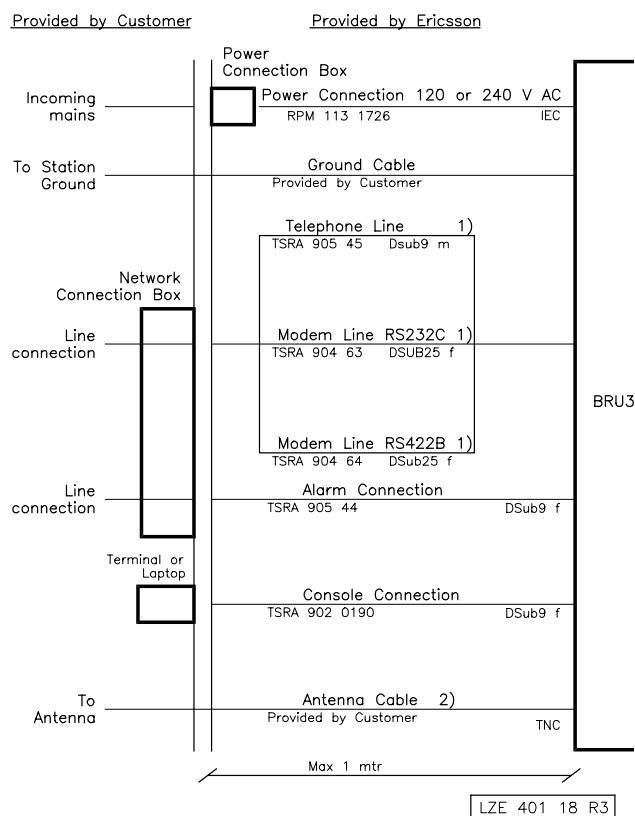 Provided by Customer
Provided by Ericsson
Power
Connection Box
Incoming
mains
Power Connection 120 or 240 V AC
RPM 113 1726
IEC
To Station
Ground
Ground Cable
Provided by Customer
Telephone Line 1)
TSRA 905 45 Dsub9 m
Network
Connection Box
Line
connection
Modem Line RS232C 1)
TSRA 904 63 DSUB25 f
BRU3
Modem Line RS422B 1)
TSRA 904 64 DSub25 f
Line
connection
Alarm Connection
TSRA 905 44 DSub9 f
Terminal or
Laptop
Console Connection
TSRA 902 0190 DSub9 f
To
Antenna
Antenna Cable 2)
Provided by Customer
TNC
Max 1 mtr
LZE 401 18 R3